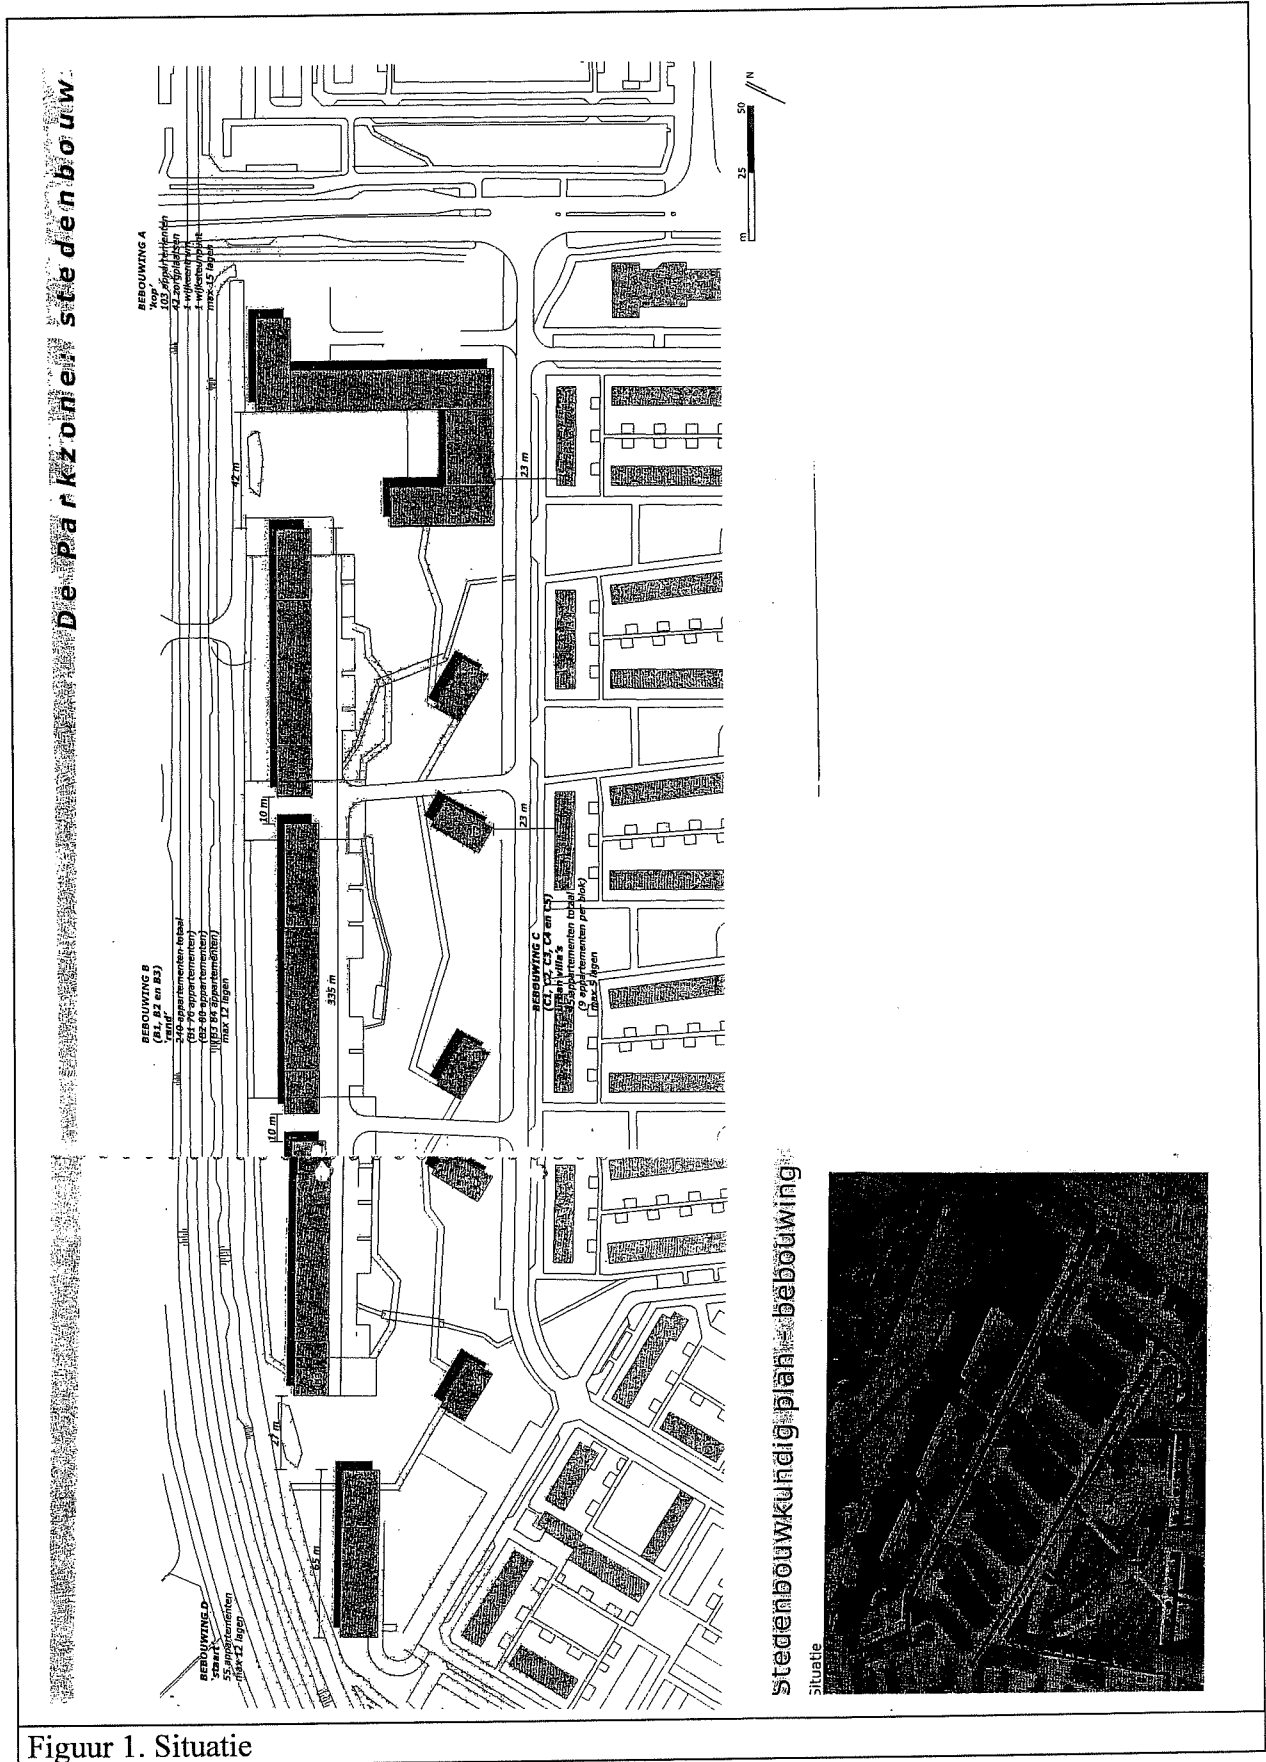 De Parkzone: stedenbouw
BEBOUWING A
'kop'
103 appartementen
42 zorgplaatsen
1 wijkcentrum
1 wijksteunpunt
max 15 lagen
N
50
25
m
42 m
23 m
10 m
23 m
BEBOUWING B
(B1, B2 en B3)
'rand'
240 appartementen totaal
(B1 76 appartementen)
(B2 80 appartementen)
(B3 84 appartementen)
max 12 lagen
335 m
BEBOUWING C
(C1, C2, C3, C4 en C5)
45 appartementen totaal
(9 appartementen per blok)
max 5 lagen
10 m
27 m
65 m
BEBOUWING D
'staart'
55 appartementen
max 12 lagen
Stedenbouwkundig plan - bebouwing
Situatie
Figuur 1. Situatie